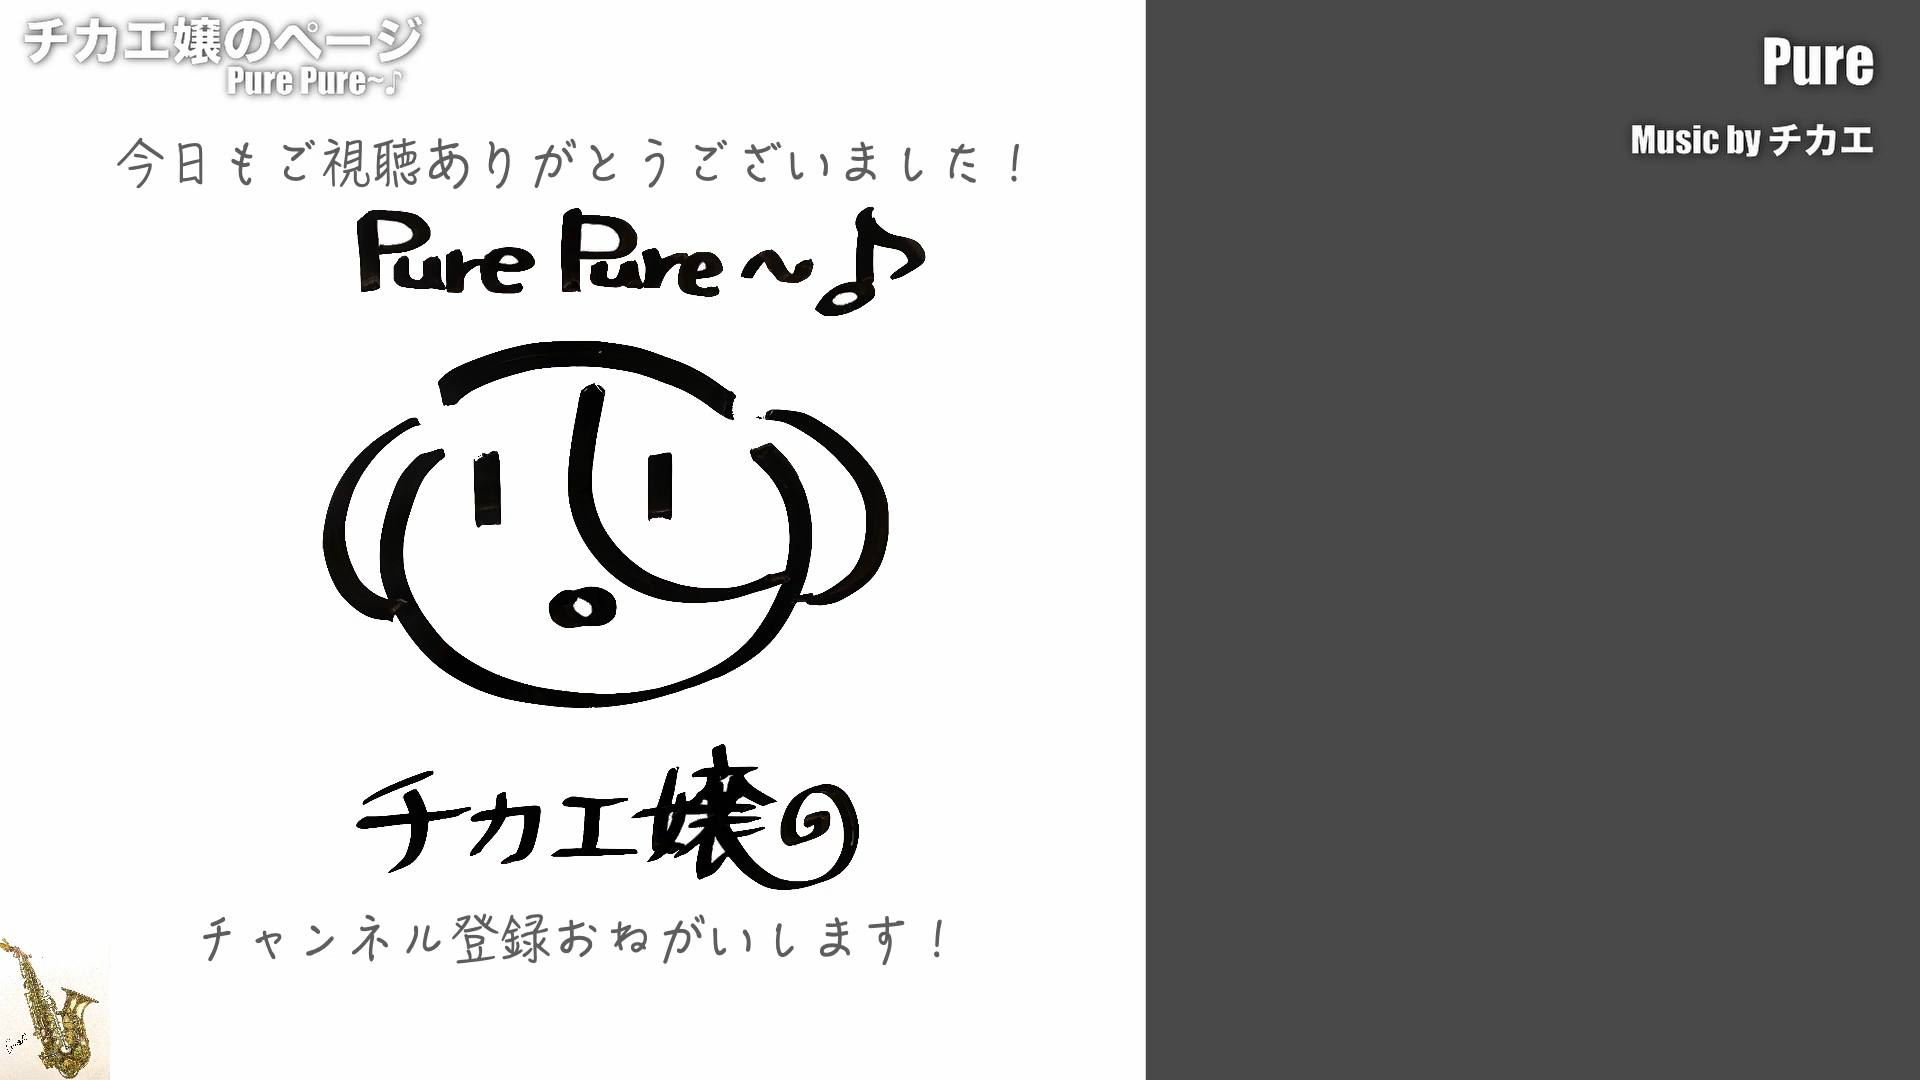 チカエ嬢のページ
Pure Pure~♪
今日もご視聴ありがとうございました！
Pure Pure～♪
チカエ嬢の
チャンネル登録おねがいします！
Pure
Music by チカエ